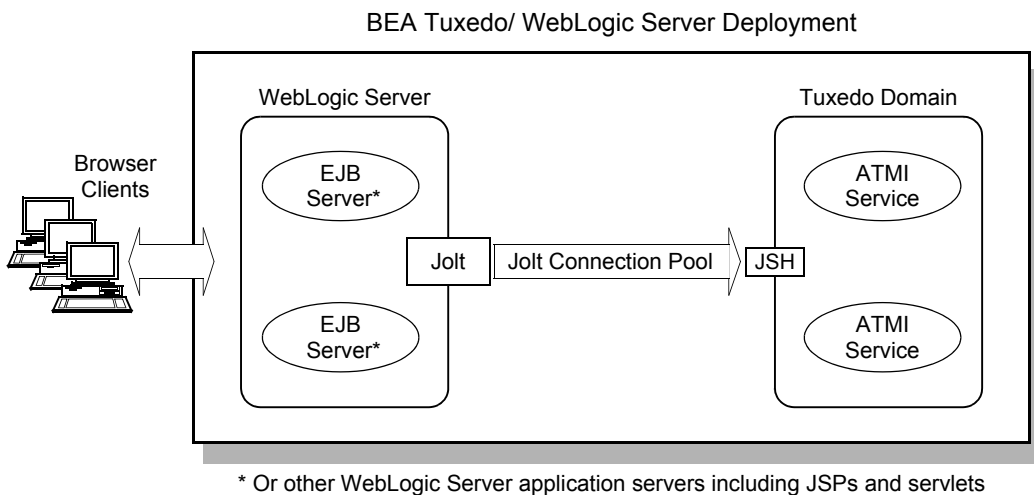 BEA Tuxedo/ WebLogic Server Deployment
WebLogic Server
Tuxedo Domain
Browser
Clients
EJB
Server*
ATMI
Service
Jolt
Jolt Connection Pool
JSH
EJB
Server*
ATMI
Service
* Or other WebLogic Server application servers including JSPs and servlets